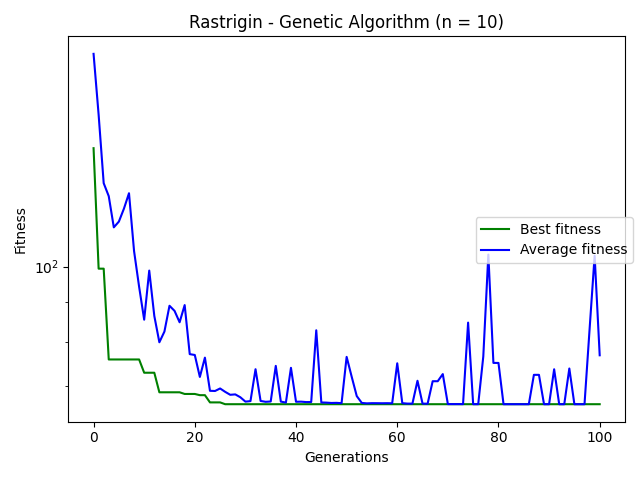 Rastrigin - Genetic Algorithm (n = 10)
Fitness
10²
Best fitness
Average fitness
0 20 40 60 80 100
Generations